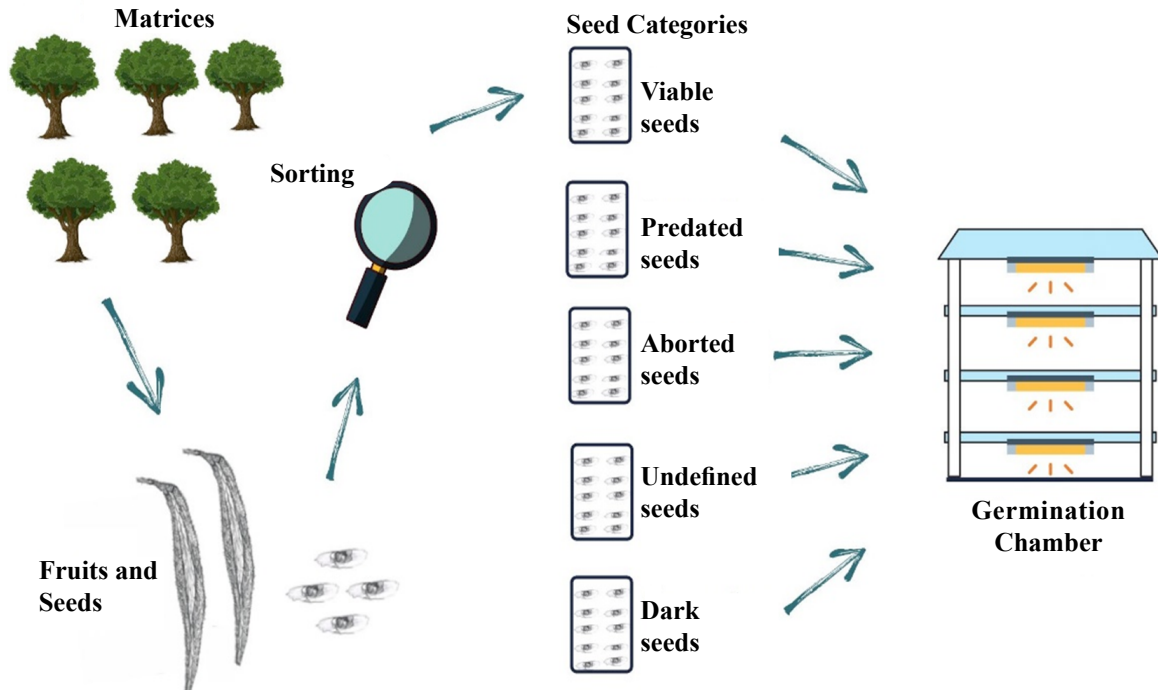 Matrices
Seed Categories
Viable
seeds
Sorting
Predated
seeds
Aborted
seeds
Undefined
seeds
Germination
Chamber
Fruits and
Seeds
Dark
seeds